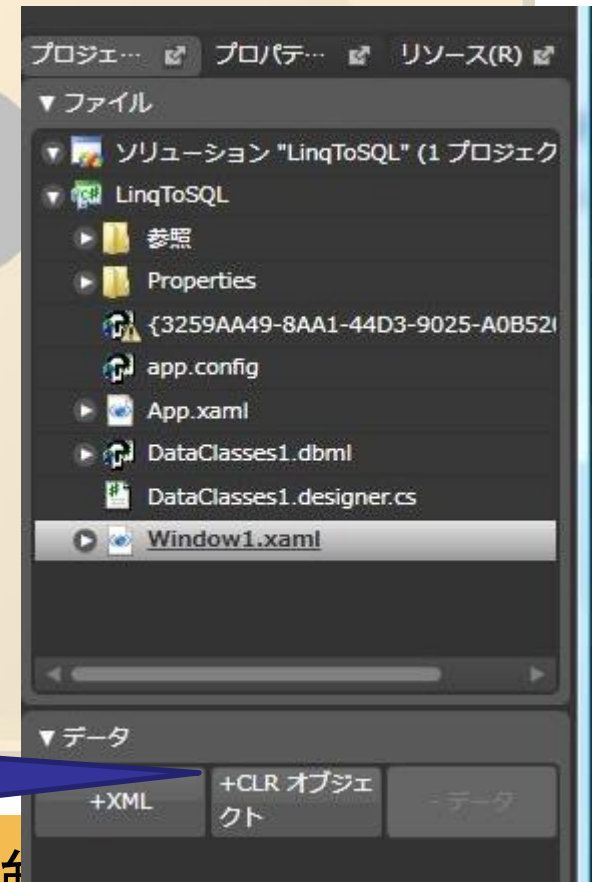 プロジェ… プロパテ… リソース(R)
▼ファイル
ソリューション "LinqToSQL" (1 プロジェク
LinqToSQL
参照
Properties
{3259AA49-8AA1-44D3-9025-A0B520
app.config
App.xaml
DataClasses1.dbml
DataClasses1.designer.cs
Window1.xaml
▼データ
+XML
+CLR オブジェ
クト
- データ